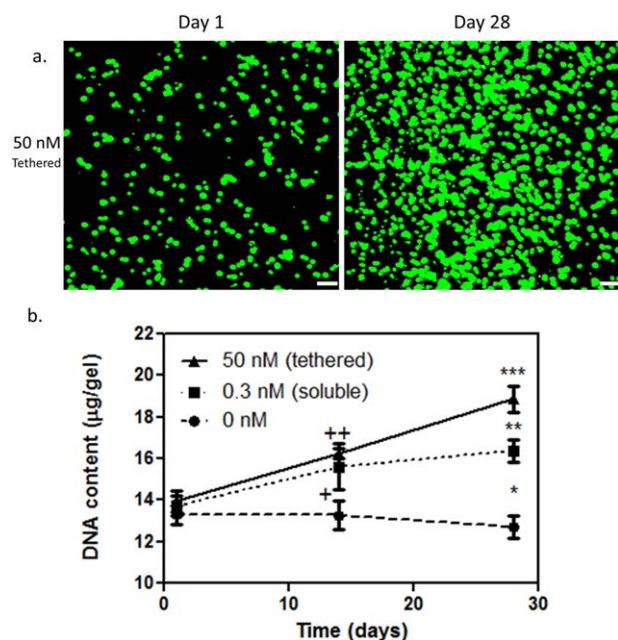 Day 1 Day 28
a.
50 nM
Tethered
b.
22
20
18
16
14
12
10
DNA content (µg/gel)
50 nM (tethered)
0.3 nM (soluble)
0 nM
***
**
*
++
+
0 10 20 30
Time (days)